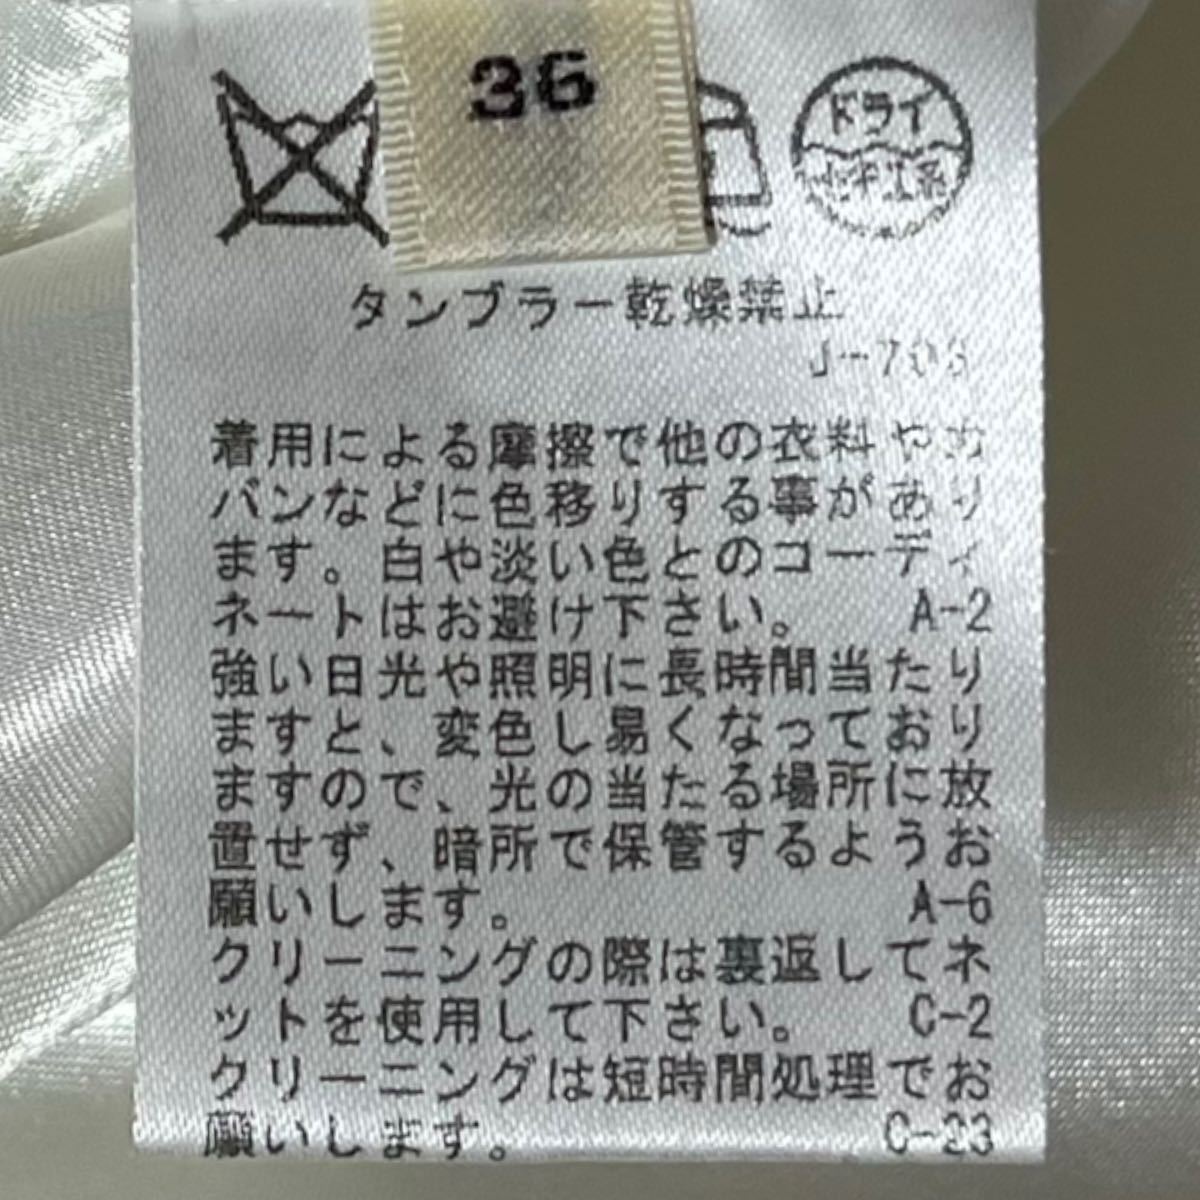 36
ドライ
セキユ系
タンブラー乾燥禁止
J-703
着用による摩擦で他の衣料やカ
バンなどに色移りする事があり
ます。白や淡い色とのコーディ
ネートはお避け下さい。 A-2
強い日光や照明に長時間当たり
ますと、変色し易くなっており
ますので、光の当たる場所に放
置せず、暗所で保管するようお
願いします。 A-6
クリーニングの際は裏返してネ
ットを使用して下さい。 C-2
クリーニングは短時間処理でお
願いします。 C-23